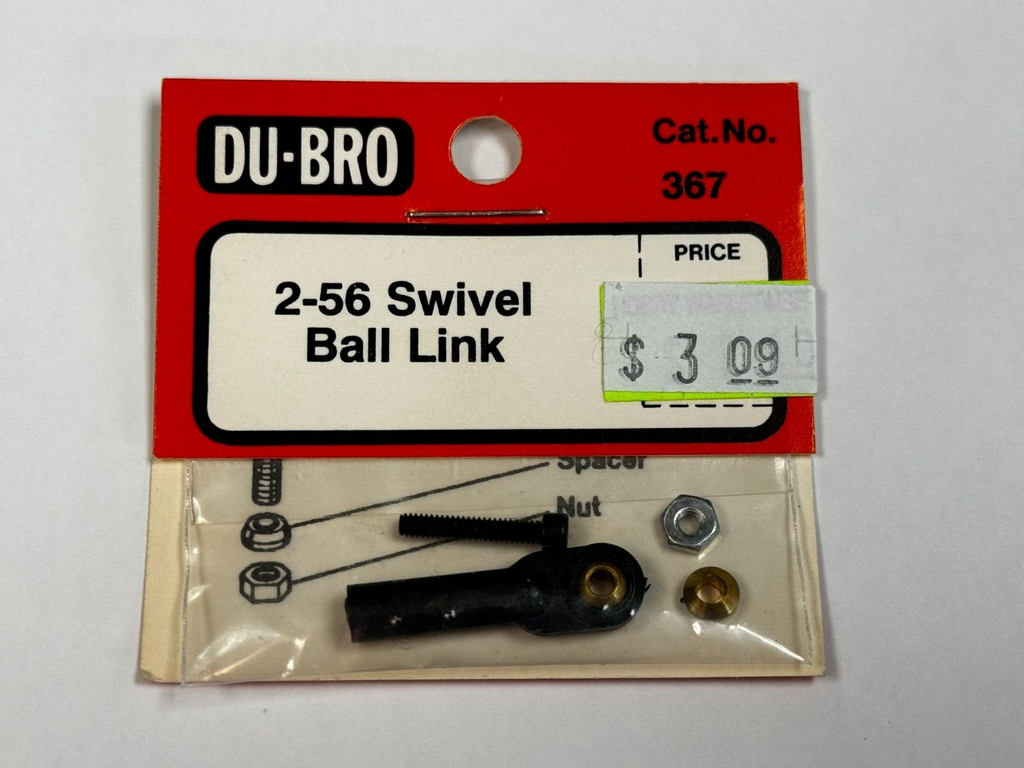 DU-BRO
Cat.No.
367
2-56 Swivel
Ball Link
PRICE
$ 3 09
Spacer
Nut